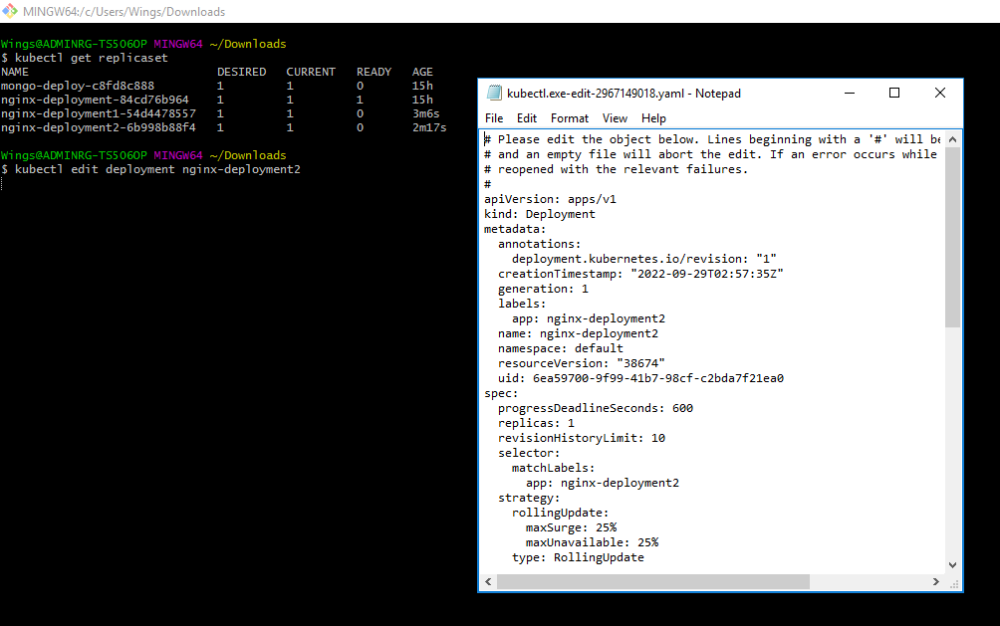 MINGW64:/c/Users/Wings/Downloads
Wings@ADMINRG-TS506OP MINGW64 ~/Downloads
$ kubectl get replicaset
NAME DESIRED CURRENT READY AGE
mongo-deploy-c8fd8c888 1 1 0 15h
nginx-deployment-84cd76b964 1 1 1 15h
nginx-deployment1-54d4478557 1 1 0 3m6s
nginx-deployment2-6b998b88f4 1 1 0 2m17s
Wings@ADMINRG-TS506OP MINGW64 ~/Downloads
$ kubectl edit deployment nginx-deployment2
kubectl.exe-edit-2967149018.yaml - Notepad
File Edit Format View Help
# Please edit the object below. Lines beginning with a '#' will be
# and an empty file will abort the edit. If an error occurs while
# reopened with the relevant failures.
#
apiVersion: apps/v1
kind: Deployment
metadata:
  annotations:
    deployment.kubernetes.io/revision: "1"
  creationTimestamp: "2022-09-29T02:57:35Z"
  generation: 1
  labels:
    app: nginx-deployment2
  name: nginx-deployment2
  namespace: default
  resourceVersion: "38674"
  uid: 6ea59700-9f99-41b7-98cf-c2bda7f21ea0
spec:
  progressDeadlineSeconds: 600
  replicas: 1
  revisionHistoryLimit: 10
  selector:
    matchLabels:
      app: nginx-deployment2
  strategy:
    rollingUpdate:
      maxSurge: 25%
      maxUnavailable: 25%
    type: RollingUpdate